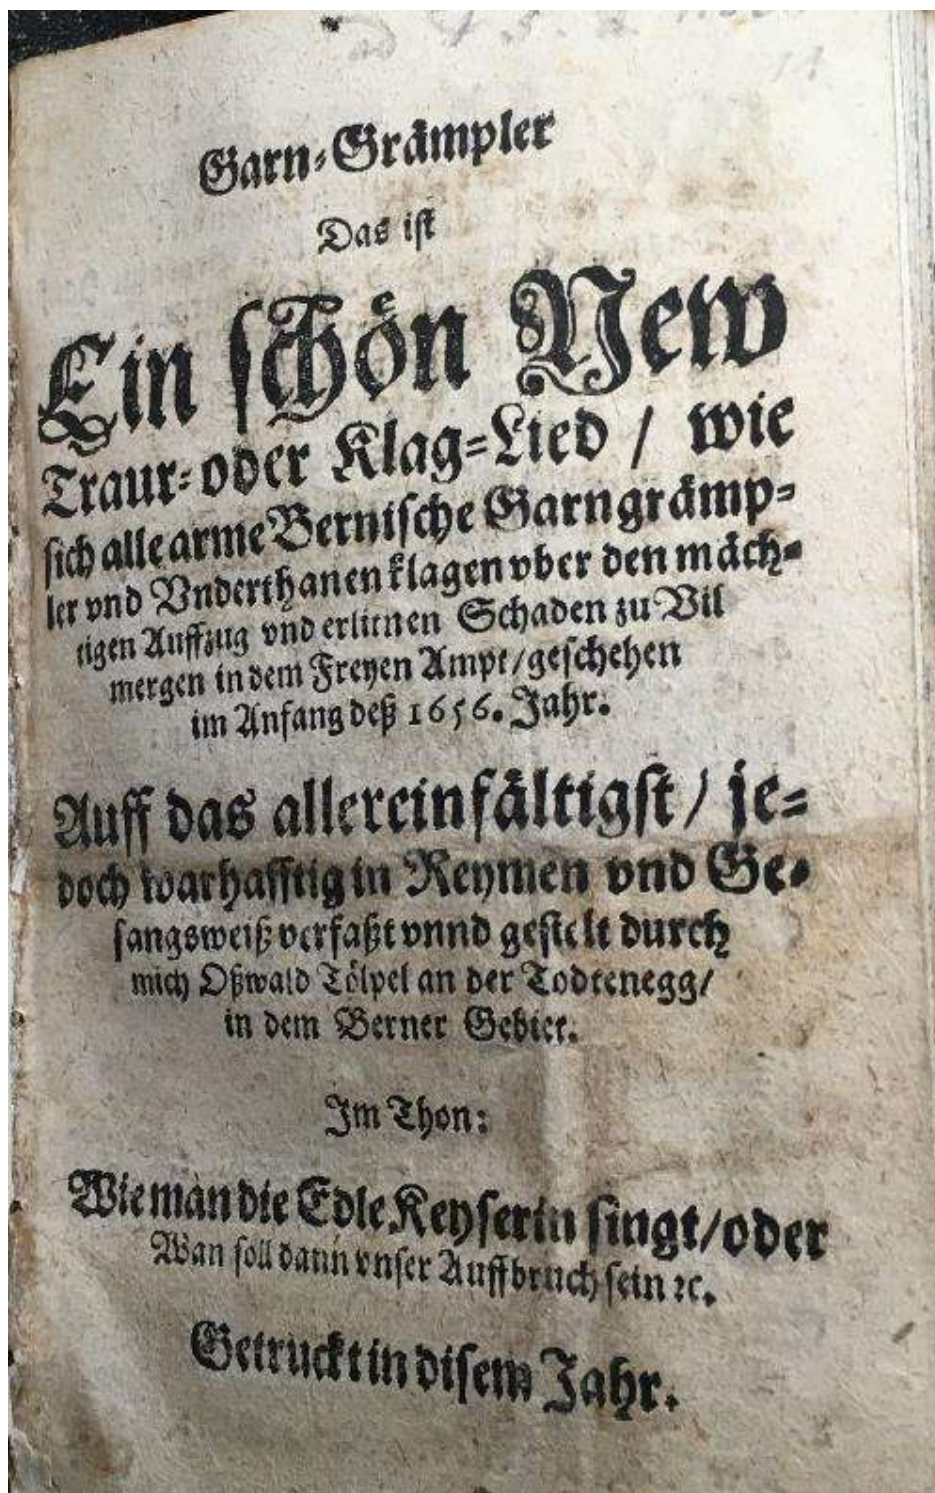 Garn-Grämpler
Das ist
Ein schön New
Traur- oder Klag-Lied / wie
sich alle arme Bernische Garngrämp-
ler vnd Vnderthanen klagen vber den mäch-
tigen Auffzug vnd erlitnen Schaden zu Vil
mergen in dem Freyen Ampt / geschehen
im Anfang deß 1656. Jahr.
Auff das allereinfältigst / je-
doch warhafftig in Reymen vnd Ge-
sangsweiß verfaßt vnnd gestelt durch
mich Oßwald Tölpel an der Todtenegg /
in dem Berner Gebiet.
Im Thon:
Wie man die Edle Keyserin singt / oder
Wan soll dann vnser Auffbruch sein ꝛc.
Getruckt in disem Jahr.